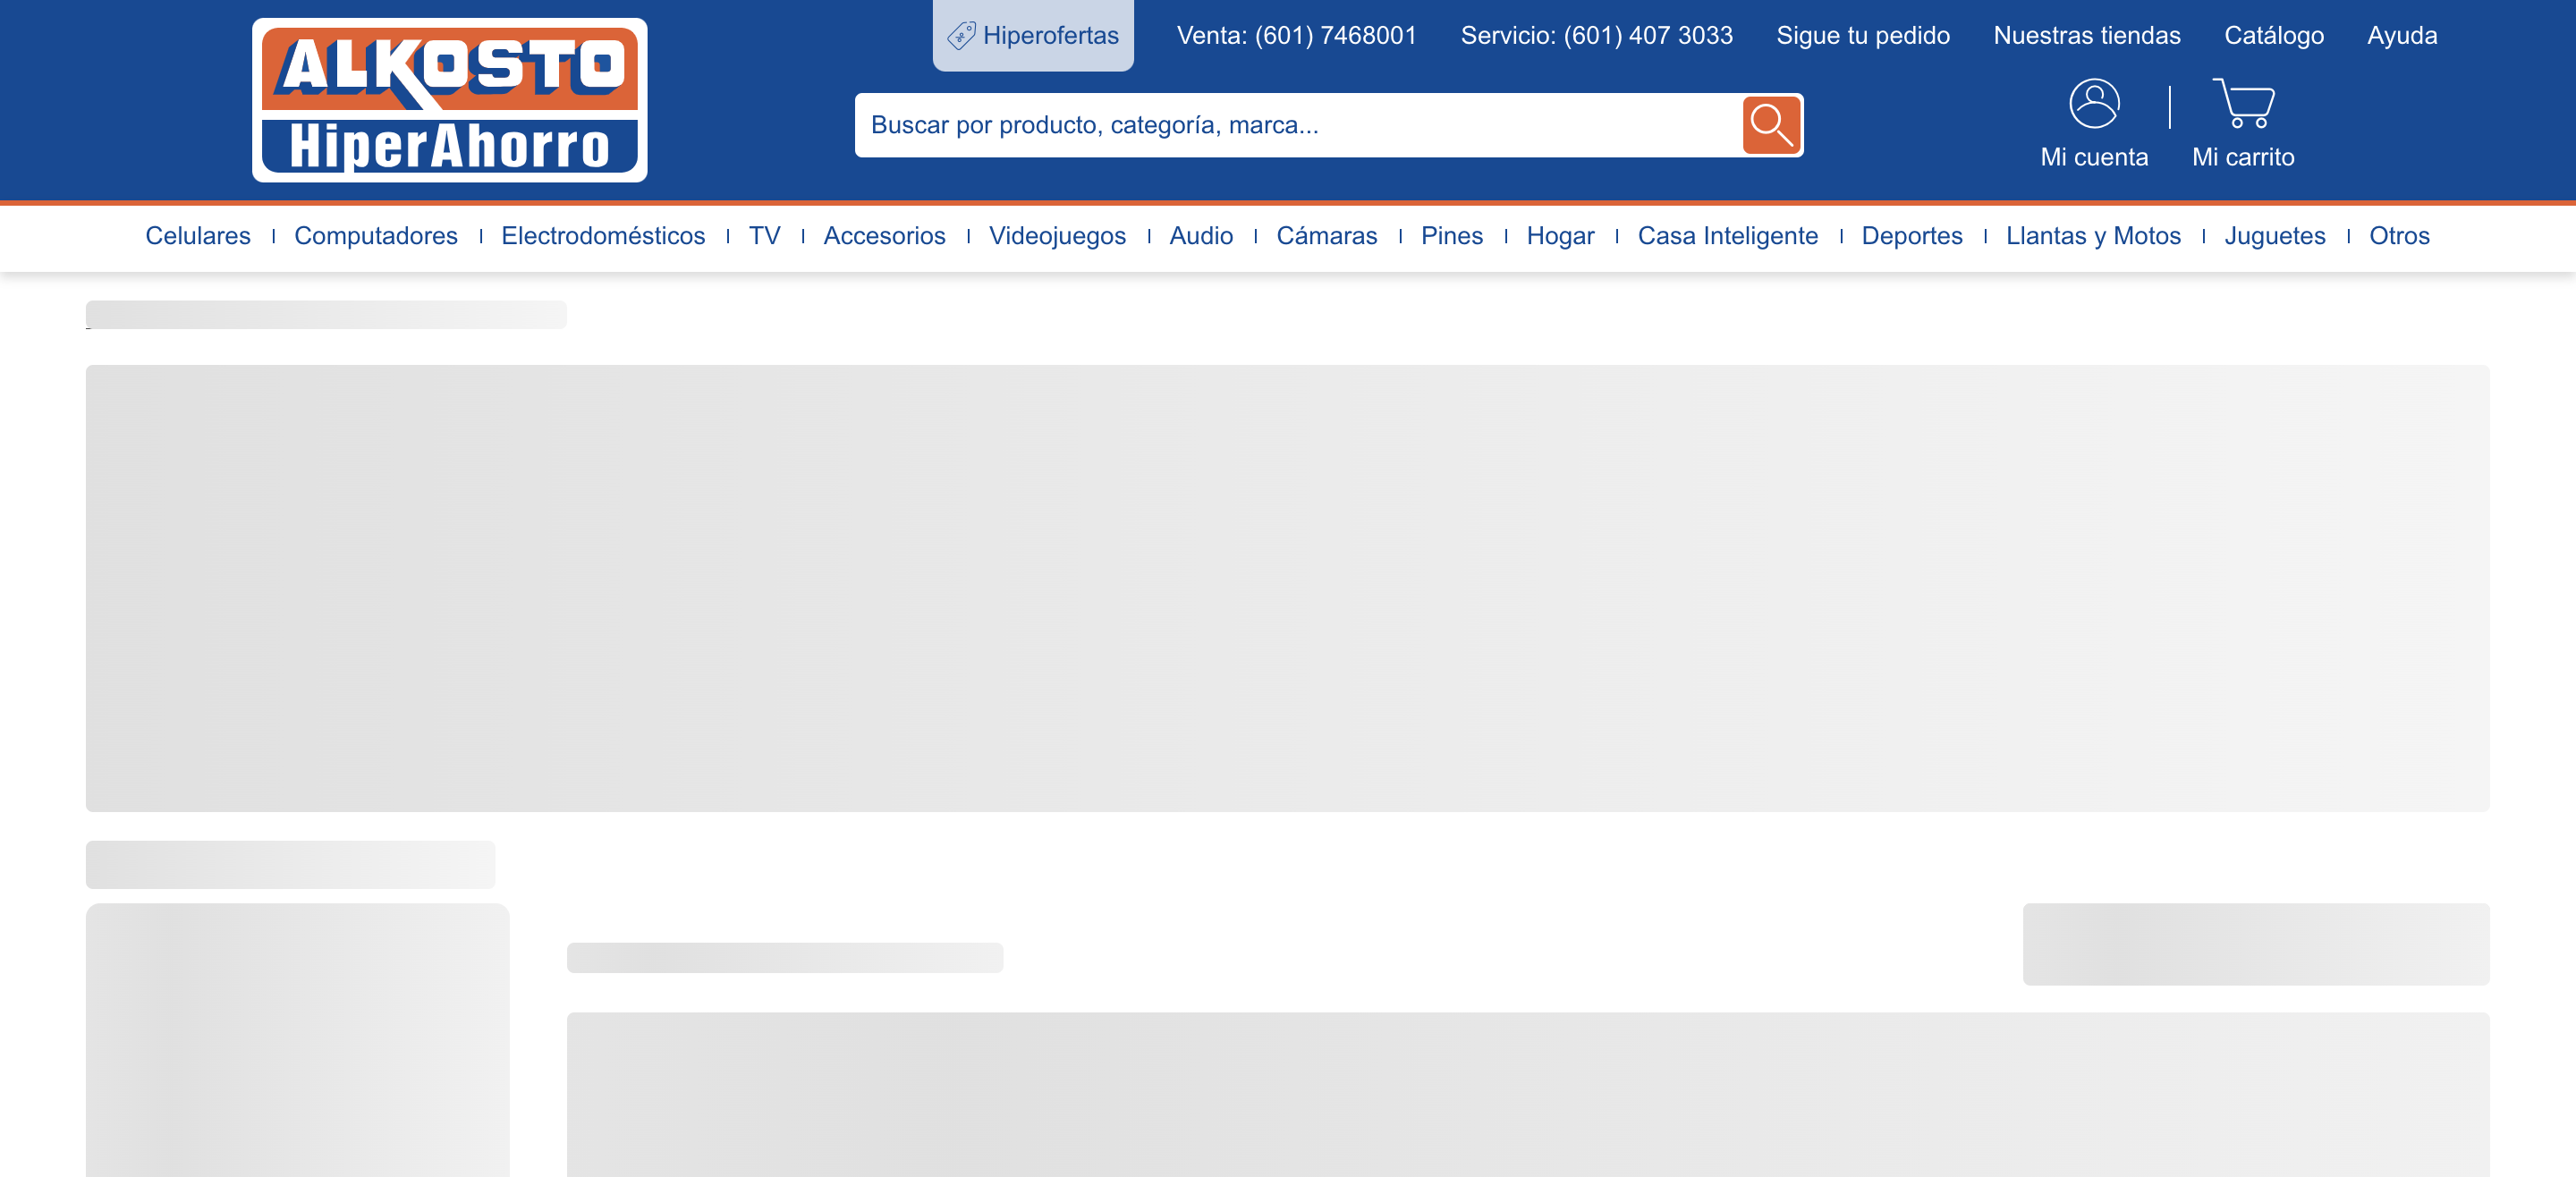 ALKOSTO
HiperAhorro
Hiperofertas
Venta: (601) 7468001
Servicio: (601) 407 3033
Sigue tu pedido
Nuestras tiendas
Catálogo
Ayuda
Buscar por producto, categoría, marca...
Mi cuenta
Mi carrito
Celulares
Computadores
Electrodomésticos
TV
Accesorios
Videojuegos
Audio
Cámaras
Pines
Hogar
Casa Inteligente
Deportes
Llantas y Motos
Juguetes
Otros